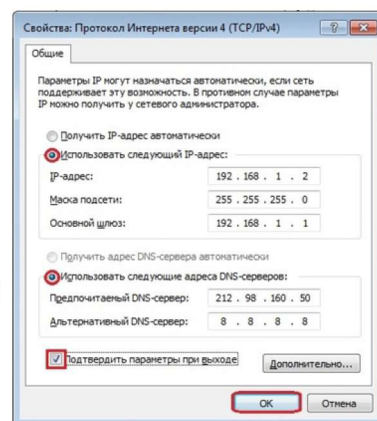 Свойства: Протокол Интернета версии 4 (TCP/IPv4)
Общие
Параметры IP могут назначаться автоматически, если сеть
поддерживает эту возможность. В противном случае параметры
IP можно получить у сетевого администратора.
Получить IP-адрес автоматически
Использовать следующий IP-адрес:
IP-адрес: 192 . 168 . 1 . 2
Маска подсети: 255 . 255 . 255 . 0
Основной шлюз: 192 . 168 . 1 . 1
Получить адрес DNS-сервера автоматически
Использовать следующие адреса DNS-серверов:
Предпочитаемый DNS-сервер: 212 . 98 . 160 . 50
Альтернативный DNS-сервер: 8 . 8 . 8 . 8
Подтвердить параметры при выходе
Дополнительно...
ОК Отмена